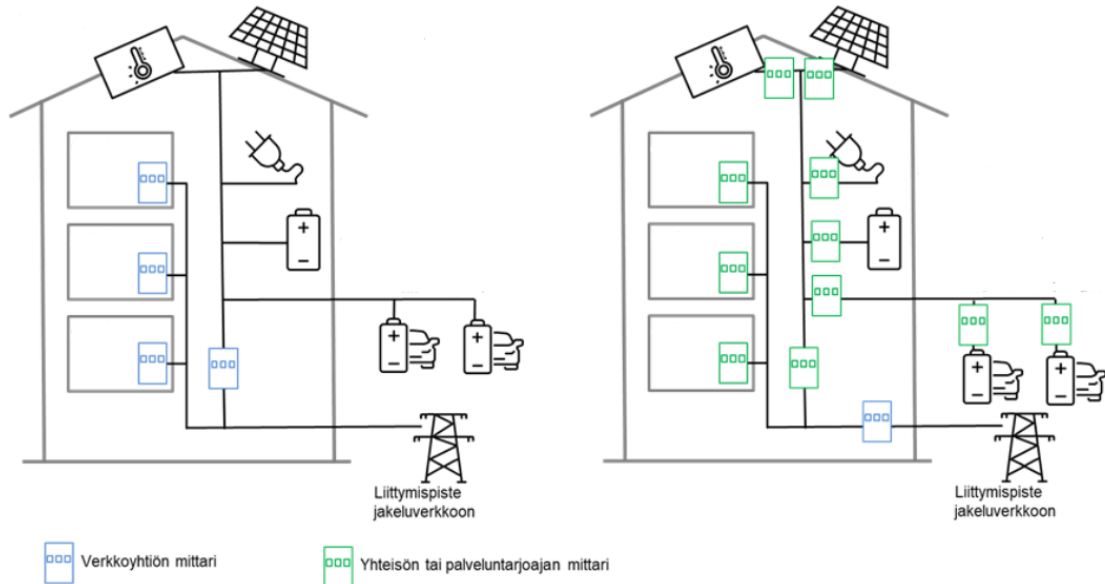 Liittymispiste
jakeluverkkoon
Liittymispiste
jakeluverkkoon
Verkkoyhtiön mittari
Yhteisön tai palveluntarjoajan mittari